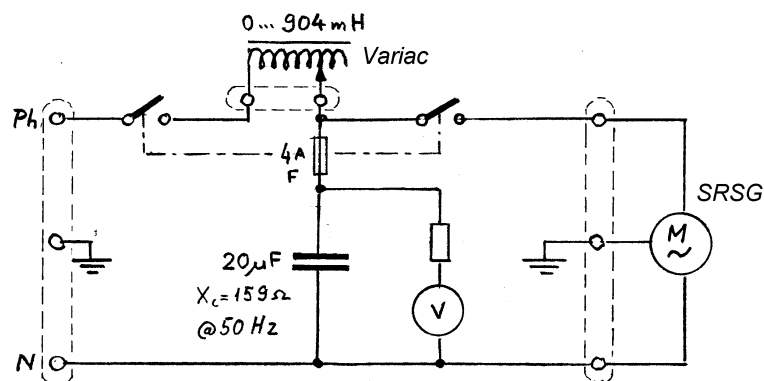 0... 904 mH
Variac
Ph
4A
F
SRSG
M
~
20µF
Xc = 159Ω
@50 Hz
V
N